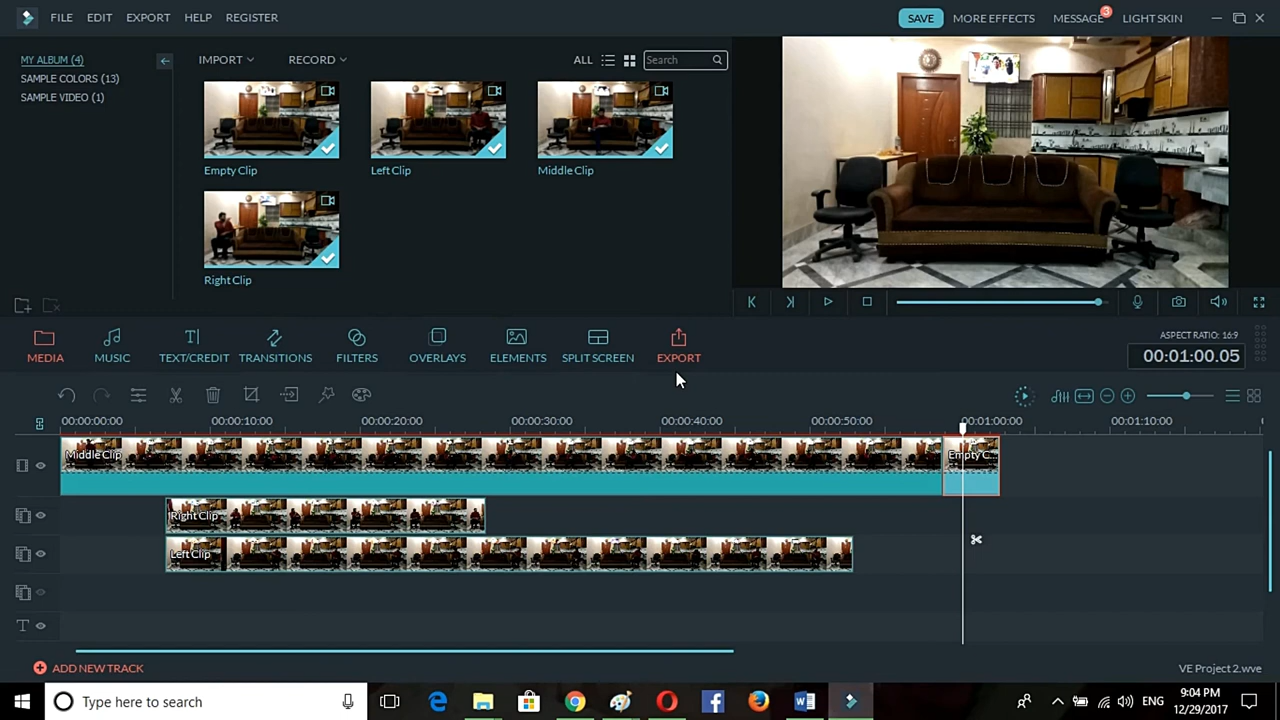 FILE EDIT EXPORT HELP REGISTER SAVE MORE EFFECTS MESSAGE 3 LIGHT SKIN
MY ALBUM (4)
SAMPLE COLORS (13)
SAMPLE VIDEO (1)
IMPORT RECORD ALL Search
Empty Clip Left Clip Middle Clip
Right Clip
MEDIA MUSIC TEXT/CREDIT TRANSITIONS FILTERS OVERLAYS ELEMENTS SPLIT SCREEN EXPORT
ASPECT RATIO: 16:9
00:01:00.05
00:00:00:00 00:00:10:00 00:00:20:00 00:00:30:00 00:00:40:00 00:00:50:00 00:01:00:00 00:01:10:00
Middle Clip Empty C...
Right Clip
Left Clip
T
ADD NEW TRACK VE Project 2.wve
Type here to search ENG 9:04 PM
12/29/2017